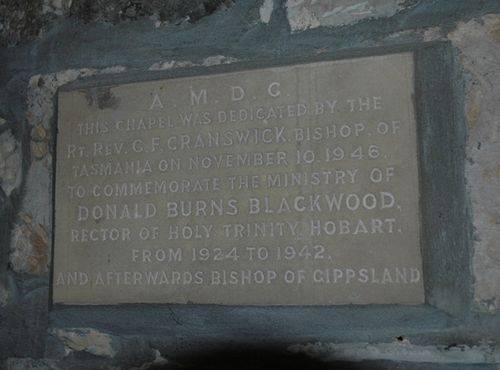 A. M. D. G.
THIS CHAPEL WAS DEDICATED BY THE
RT. REV. G. F. CRANSWICK, BISHOP. OF
TASMANIA ON NOVEMBER 10. 1946.
TO COMMEMORATE THE MINISTRY OF
DONALD BURNS BLACKWOOD,
RECTOR OF HOLY TRINITY, HOBART.
FROM 1924 TO 1942.
AND AFTERWARDS BISHOP OF GIPPSLAND